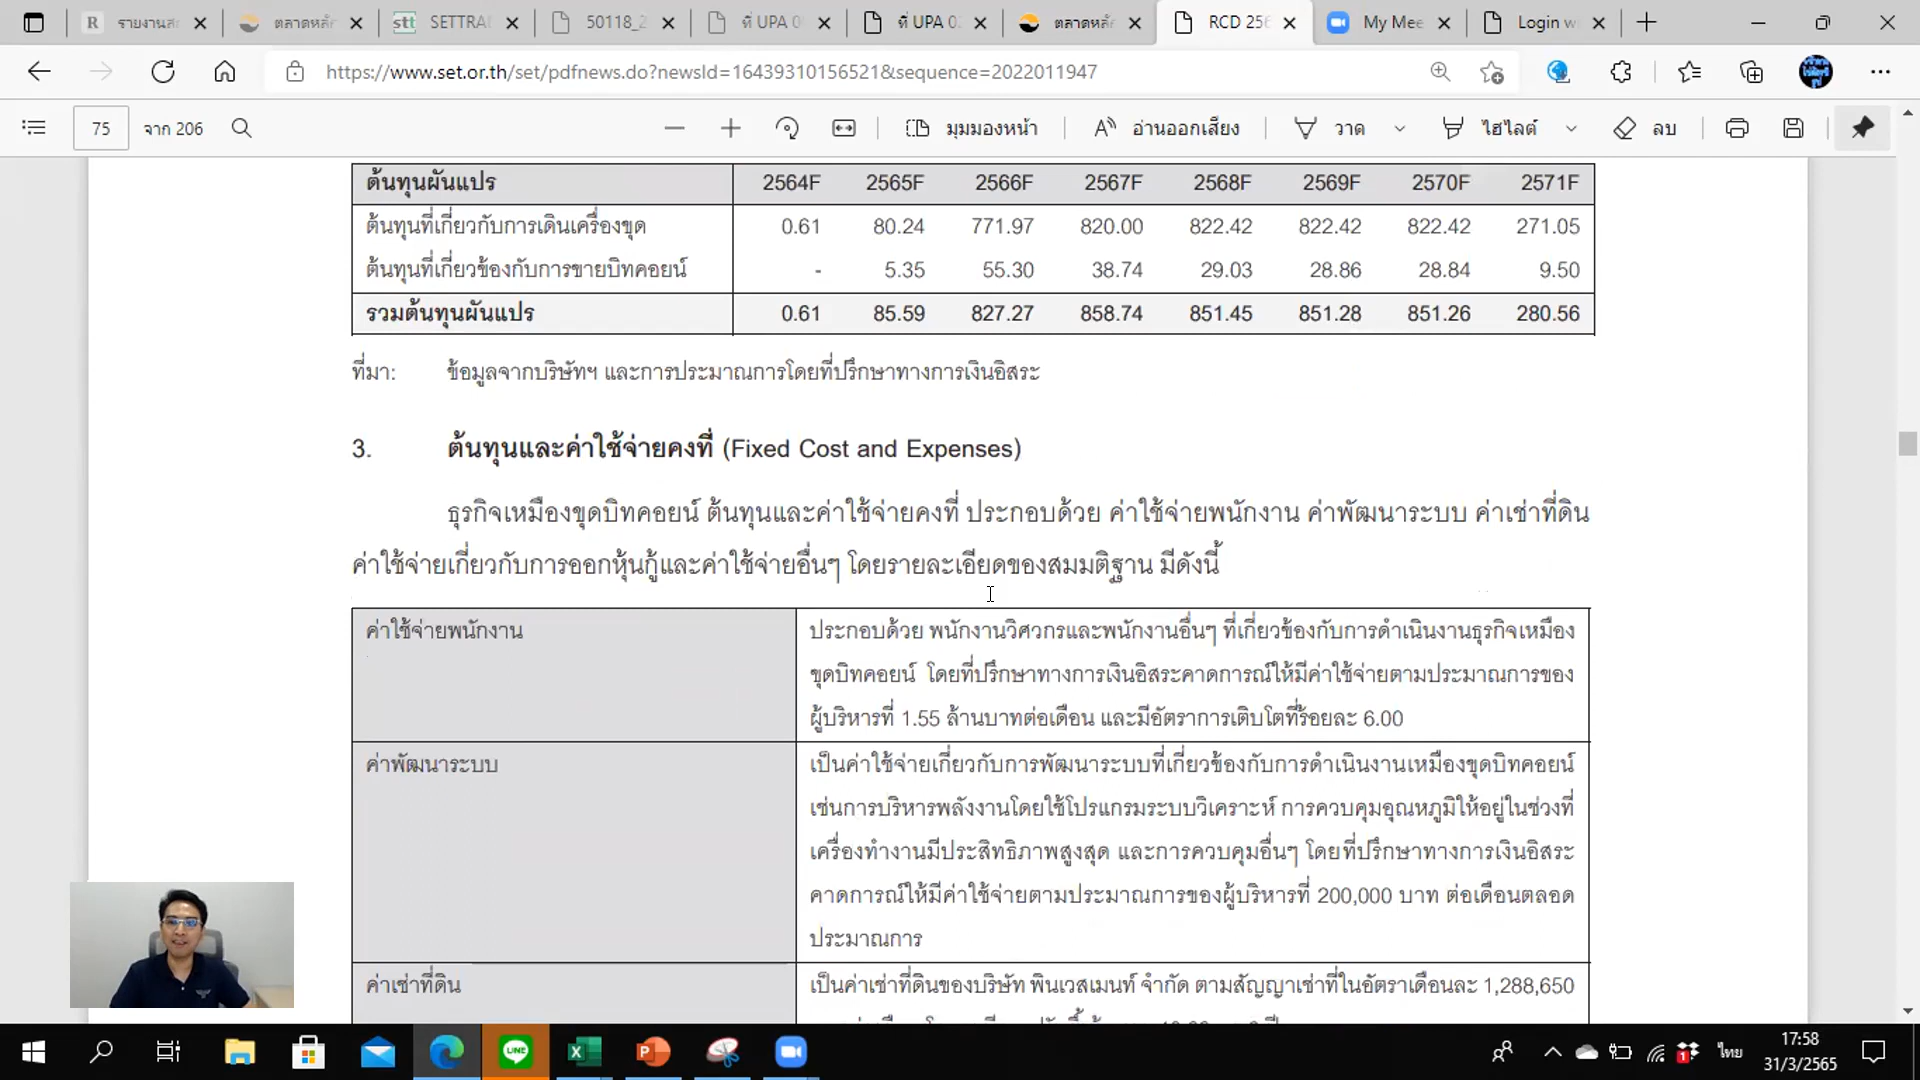 รายงานส
ตลาดหลัก
SETTRA
50118_2
ที่ UPA 0
ที่ UPA 02
ตลาดหลัก
RCD 256
My Mee
Login w
https://www.set.or.th/set/pdfnews.do?newsId=16439310156521&sequence=2022011947
75 จาก 206 มุมมองหน้า อ่านออกเสียง วาด ไฮไลต์ ลบ
ต้นทุนผันแปร 2564F 2565F 2566F 2567F 2568F 2569F 2570F 2571F
ต้นทุนที่เกี่ยวกับการเดินเครื่องขุด 0.61 80.24 771.97 820.00 822.42 822.42 822.42 271.05
ต้นทุนที่เกี่ยวข้องกับการขายบิทคอยน์ - 5.35 55.30 38.74 29.03 28.86 28.84 9.50
รวมต้นทุนผันแปร 0.61 85.59 827.27 858.74 851.45 851.28 851.26 280.56
ที่มา: ข้อมูลจากบริษัทฯ และการประมาณการโดยที่ปรึกษาทางการเงินอิสระ
3. ต้นทุนและค่าใช้จ่ายคงที่ (Fixed Cost and Expenses)
ธุรกิจเหมืองขุดบิทคอยน์ ต้นทุนและค่าใช้จ่ายคงที่ ประกอบด้วย ค่าใช้จ่ายพนักงาน ค่าพัฒนาระบบ ค่าเช่าที่ดิน
ค่าใช้จ่ายเกี่ยวกับการออกหุ้นกู้และค่าใช้จ่ายอื่นๆ โดยรายละเอียดของสมมติฐาน มีดังนี้
ค่าใช้จ่ายพนักงาน ประกอบด้วย พนักงานวิศวกรและพนักงานอื่นๆ ที่เกี่ยวข้องกับการดำเนินงานธุรกิจเหมือง
ขุดบิทคอยน์ โดยที่ปรึกษาทางการเงินอิสระคาดการณ์ให้มีค่าใช้จ่ายตามประมาณการของ
ผู้บริหารที่ 1.55 ล้านบาทต่อเดือน และมีอัตราการเติบโตที่ร้อยละ 6.00
ค่าพัฒนาระบบ เป็นค่าใช้จ่ายเกี่ยวกับการพัฒนาระบบที่เกี่ยวข้องกับการดำเนินงานเหมืองขุดบิทคอยน์
เช่นการบริหารพลังงานโดยใช้โปรแกรมระบบวิเคราะห์ การควบคุมอุณหภูมิให้อยู่ในช่วงที่
เครื่องทำงานมีประสิทธิภาพสูงสุด และการควบคุมอื่นๆ โดยที่ปรึกษาทางการเงินอิสระ
คาดการณ์ให้มีค่าใช้จ่ายตามประมาณการของผู้บริหารที่ 200,000 บาท ต่อเดือนตลอด
ประมาณการ
ค่าเช่าที่ดิน เป็นค่าเช่าที่ดินของบริษัท พินเวสเมนท์ จำกัด ตามสัญญาเช่าที่ในอัตราเดือนละ 1,288,650
ไทย
17:58
31/3/2565